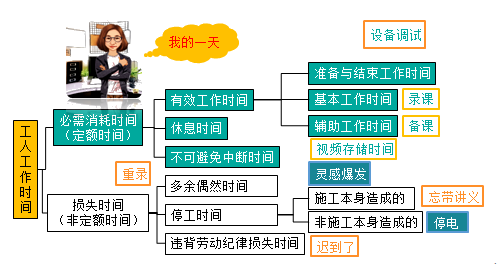 我的一天
设备调试
准备与结束工作时间
有效工作时间
基本工作时间
录课
必需消耗时间
（定额时间）
休息时间
辅助工作时间
备课
不可避免中断时间
视频存储时间
工人工作时间
重录
灵感爆发
多余偶然时间
损失时间
（非定额时间）
停工时间
施工本身造成的
忘带讲义
非施工本身造成的
停电
违背劳动纪律损失时间
迟到了